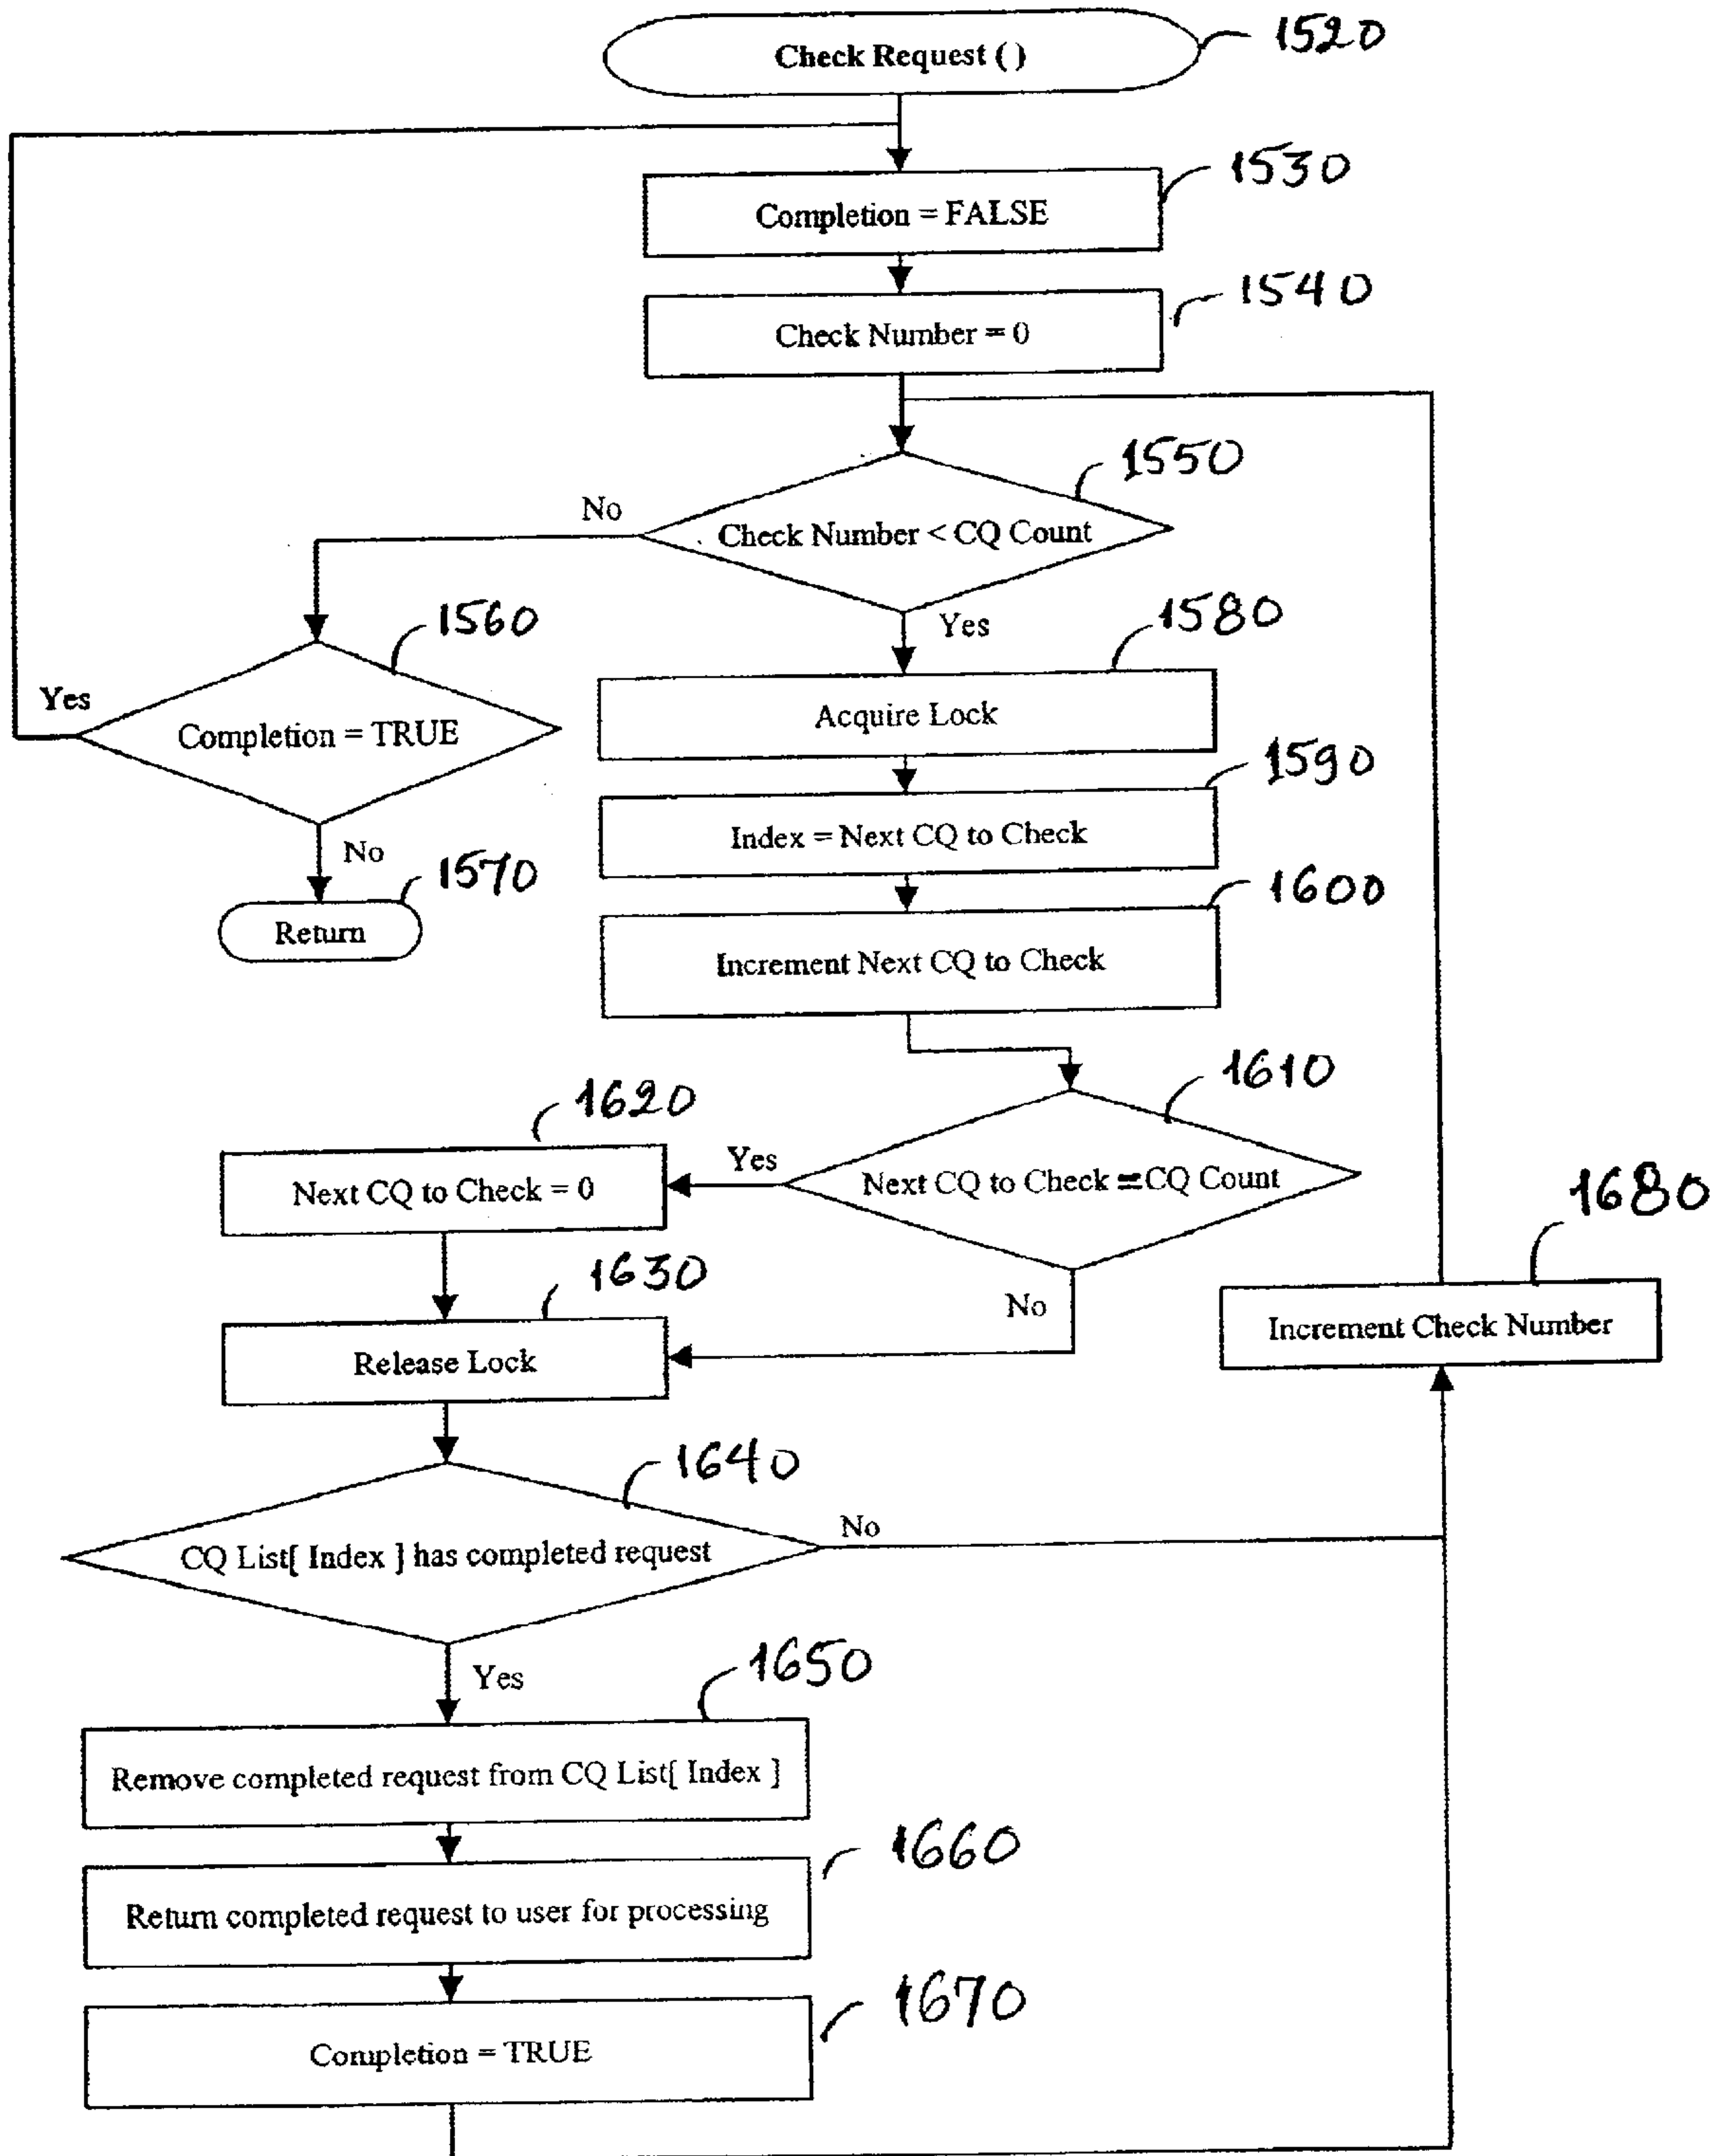 Check Request ( )
1520
1530
Completion = FALSE
1540
Check Number = 0
1550
No
Check Number < CQ Count
1560
Yes
1580
Yes
Completion = TRUE
Acquire Lock
1590
No
Index = Next CQ to Check
1570
Return
1600
Increment Next CQ to Check
1610
1620
Yes
Next CQ to Check = 0
Next CQ to Check = CQ Count
1680
1630
No
Increment Check Number
Release Lock
1640
No
CQ List[ Index ] has completed request
1650
Yes
Remove completed request from CQ List[ Index ]
1660
Return completed request to user for processing
1670
Completion = TRUE